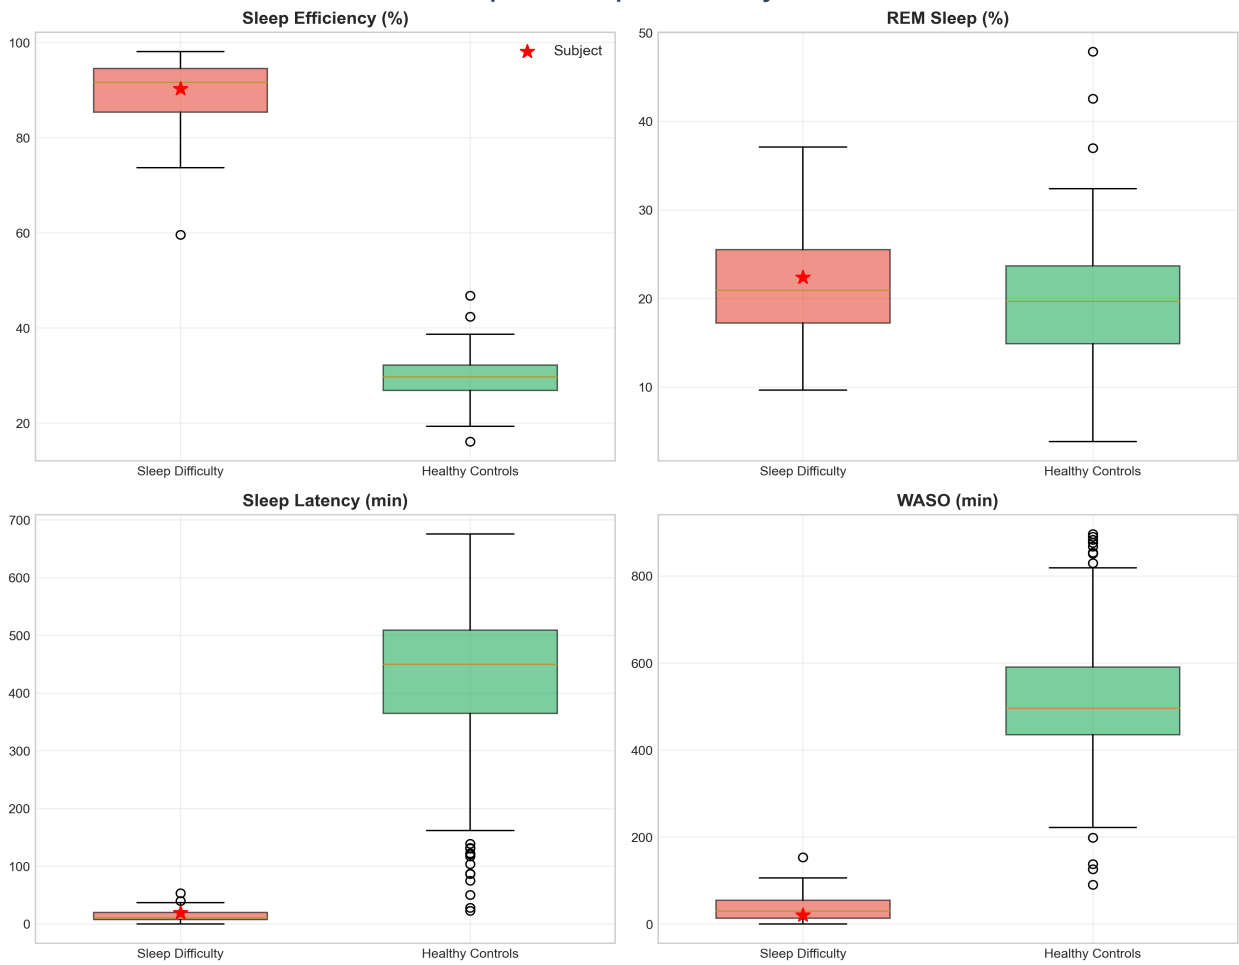 Sleep Efficiency (%)
100
80
60
40
20
Subject
Sleep Difficulty
Healthy Controls
REM Sleep (%)
50
40
30
20
10
Sleep Difficulty
Healthy Controls
Sleep Latency (min)
700
600
500
400
300
200
100
0
Sleep Difficulty
Healthy Controls
WASO (min)
800
600
400
200
0
Sleep Difficulty
Healthy Controls